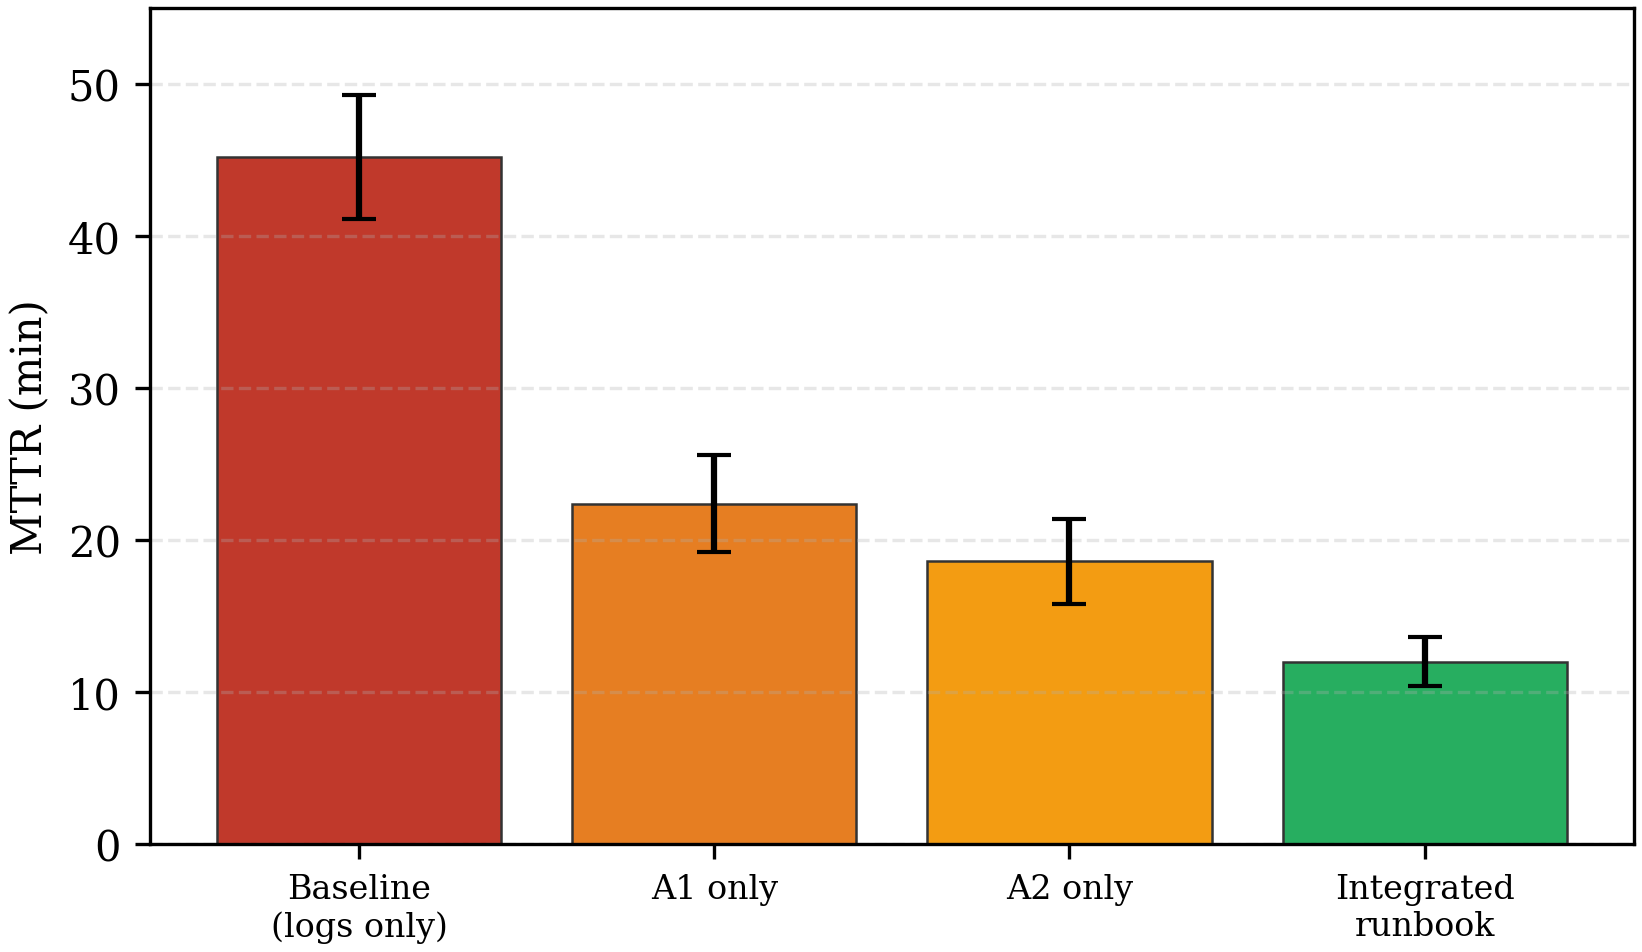 MTTR (min)
50
40
30
20
10
0
Baseline
(logs only)
A1 only
A2 only
Integrated
runbook